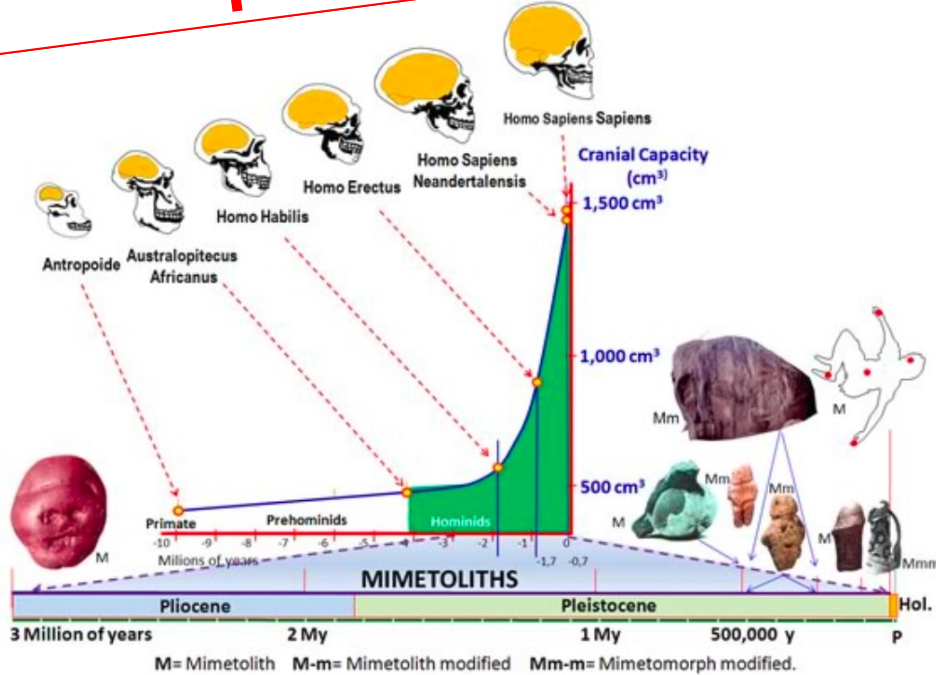 Homo Sapiens Sapiens
Cranial Capacity
(cm³)
Homo Sapiens
Neandertalensis
Homo Erectus
1,500 cm³
Homo Habilis
Australopitecus
Africanus
Antropoide
1,000 cm³
M
Mm
500 cm³
Mm
Mm
M
M
Primate
Prehominids
Hominids
-10 -9 -8 -7 -6 -5 -4 -3 -2 -1 0
Milions of years
-1,7 -0,7
M
Mmm
MIMETOLITHS
Pliocene
Pleistocene
Hol.
3 Million of years 2 My 1 My 500,000 y P
M= Mimetolith M-m= Mimetolith modified Mm-m= Mimetomorph modified.